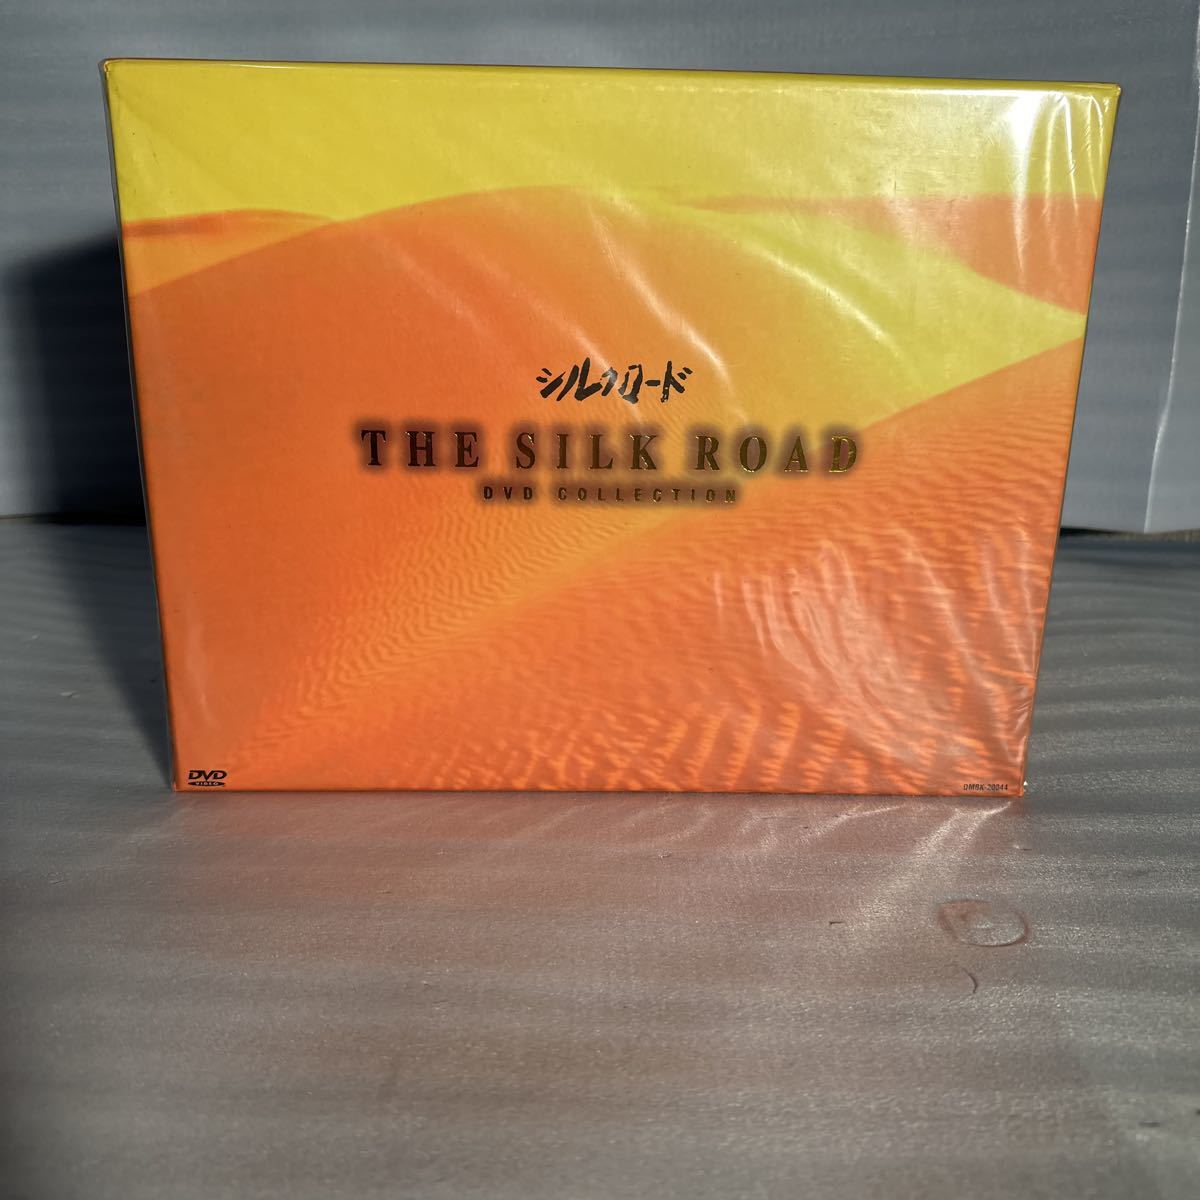 シルクロード
THE SILK ROAD
DVD COLLECTION
DVD
VIDEO
DMBK-20044